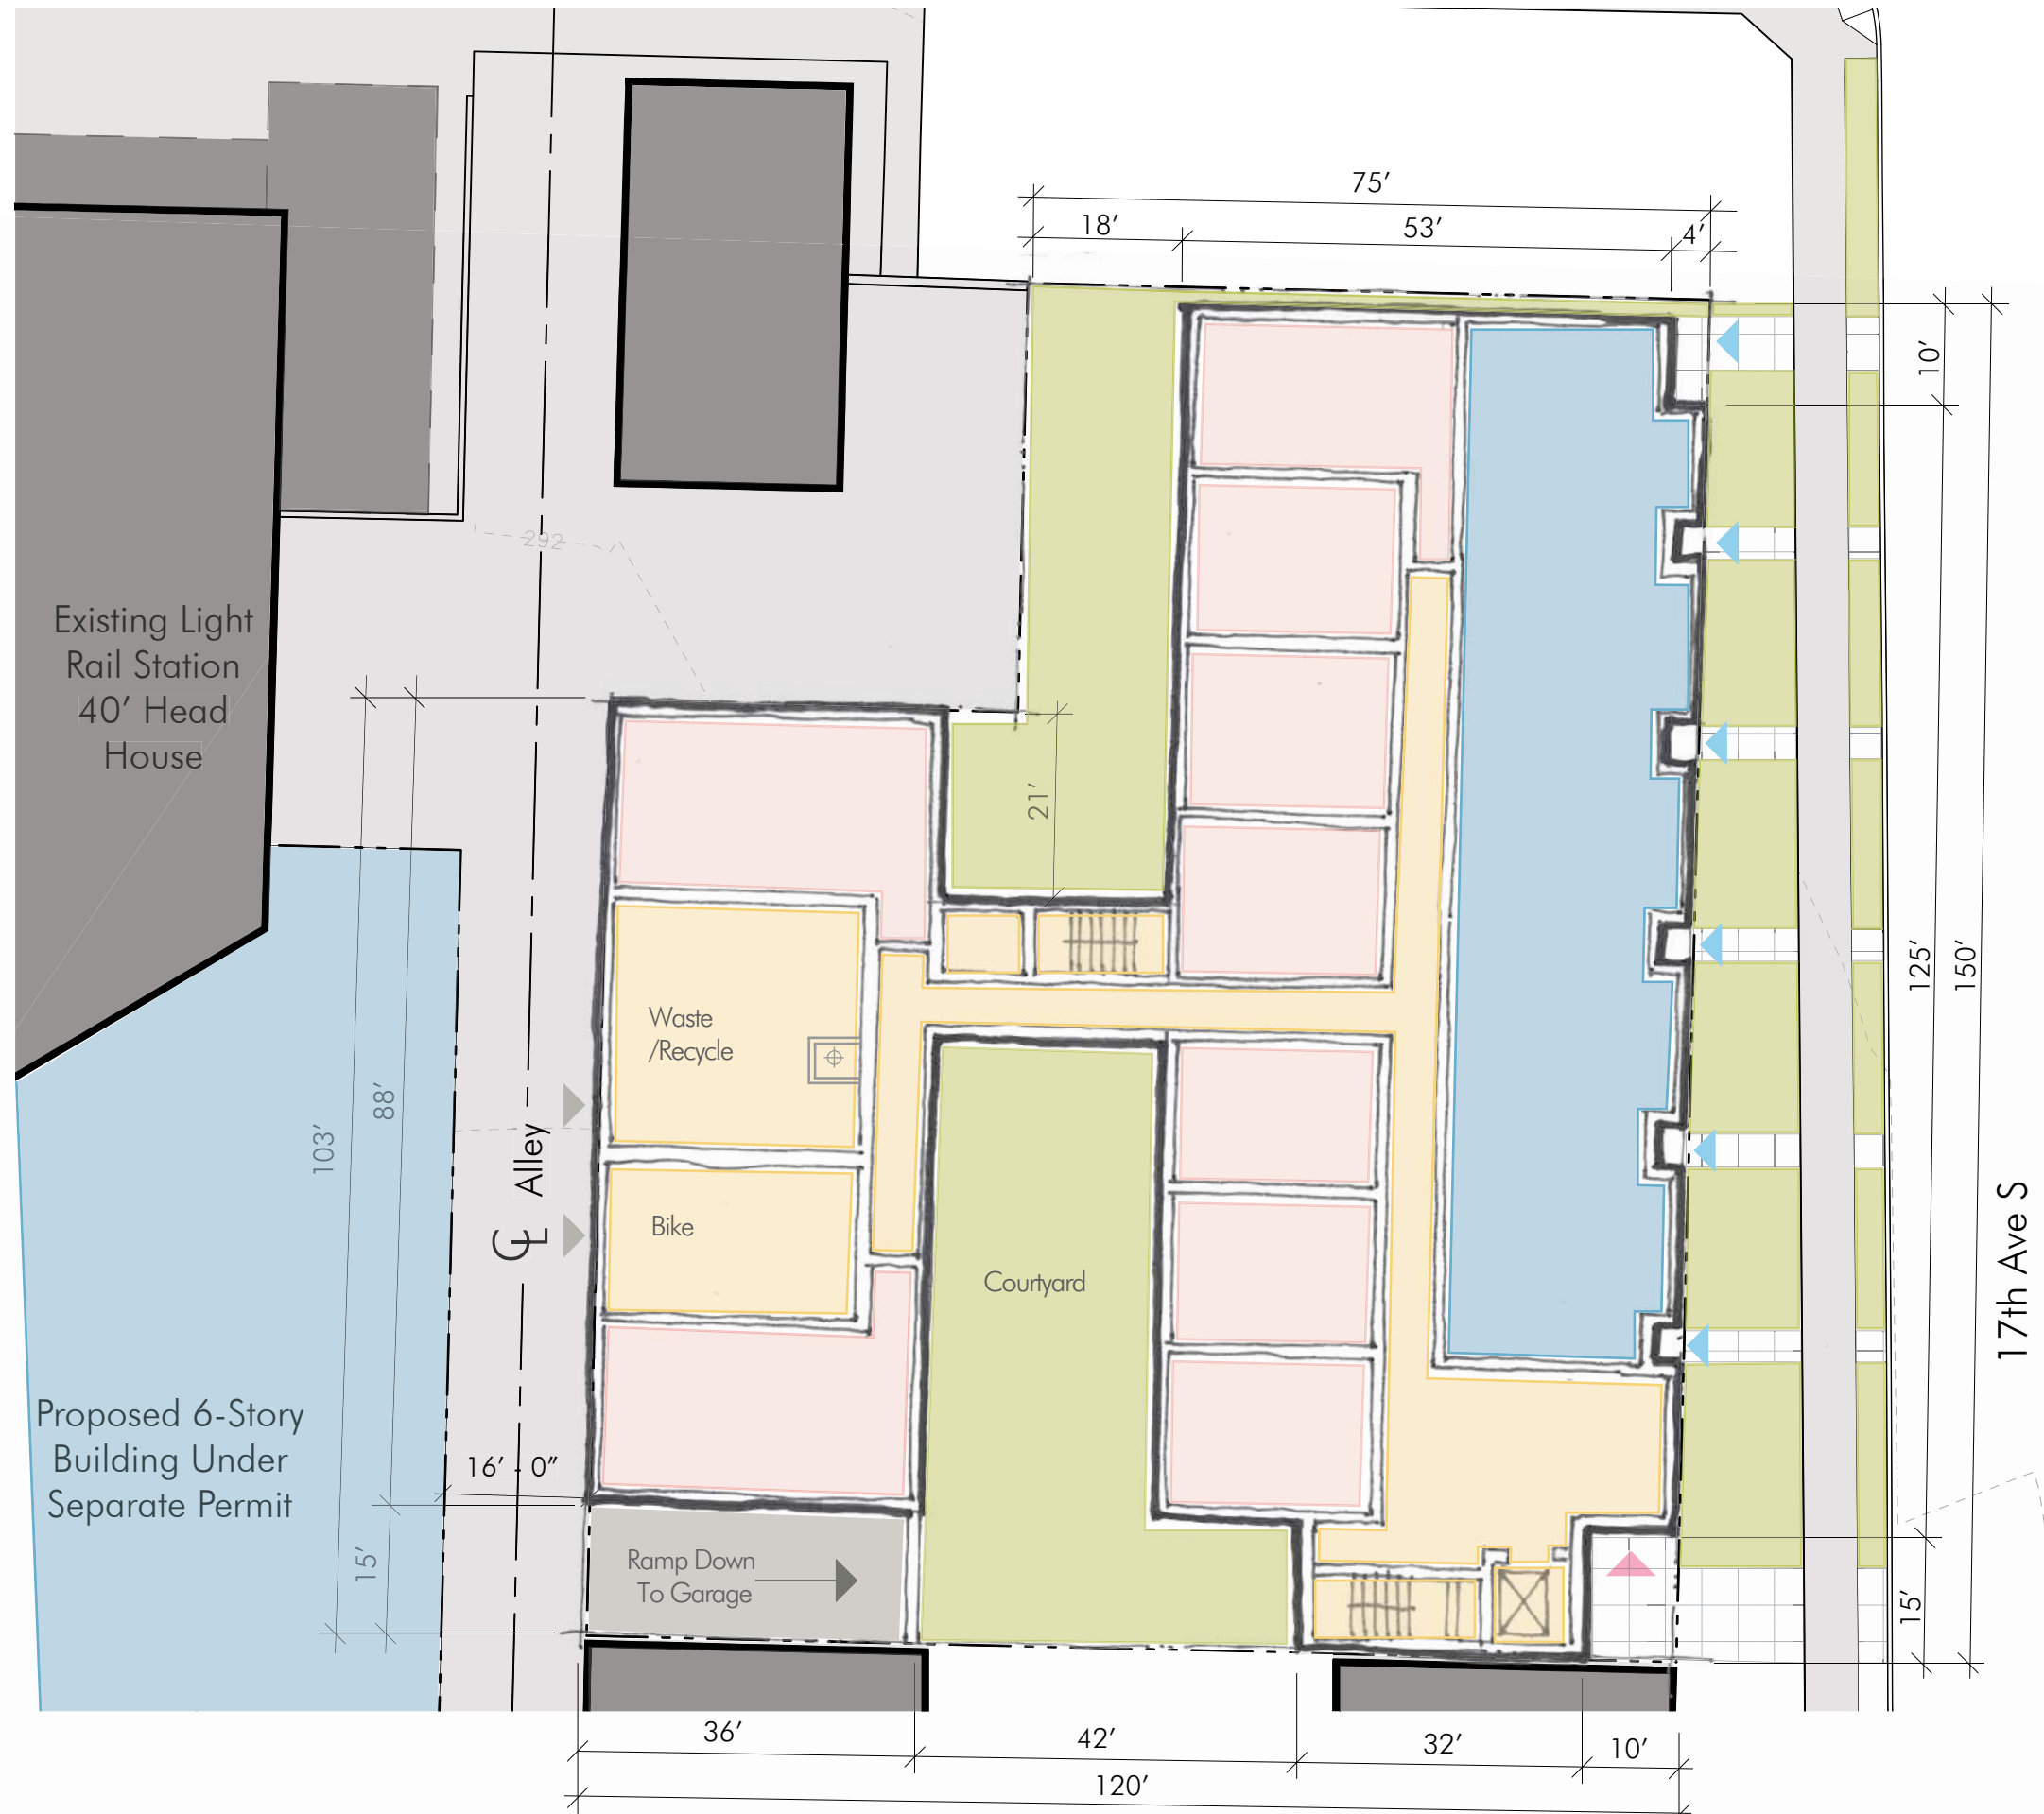 75’
18’
53’
4’
10’
292
Existing Light
Rail Station
40’ Head
House
21’
125’
150’
Waste
/Recycle
88’
103’
Alley
17th Ave S
Bike
CL
Courtyard
Proposed 6-Story
Building Under
Separate Permit
16’ - 0”
15’
Ramp Down
To Garage
15’
36’
42’
32’
10’
120’